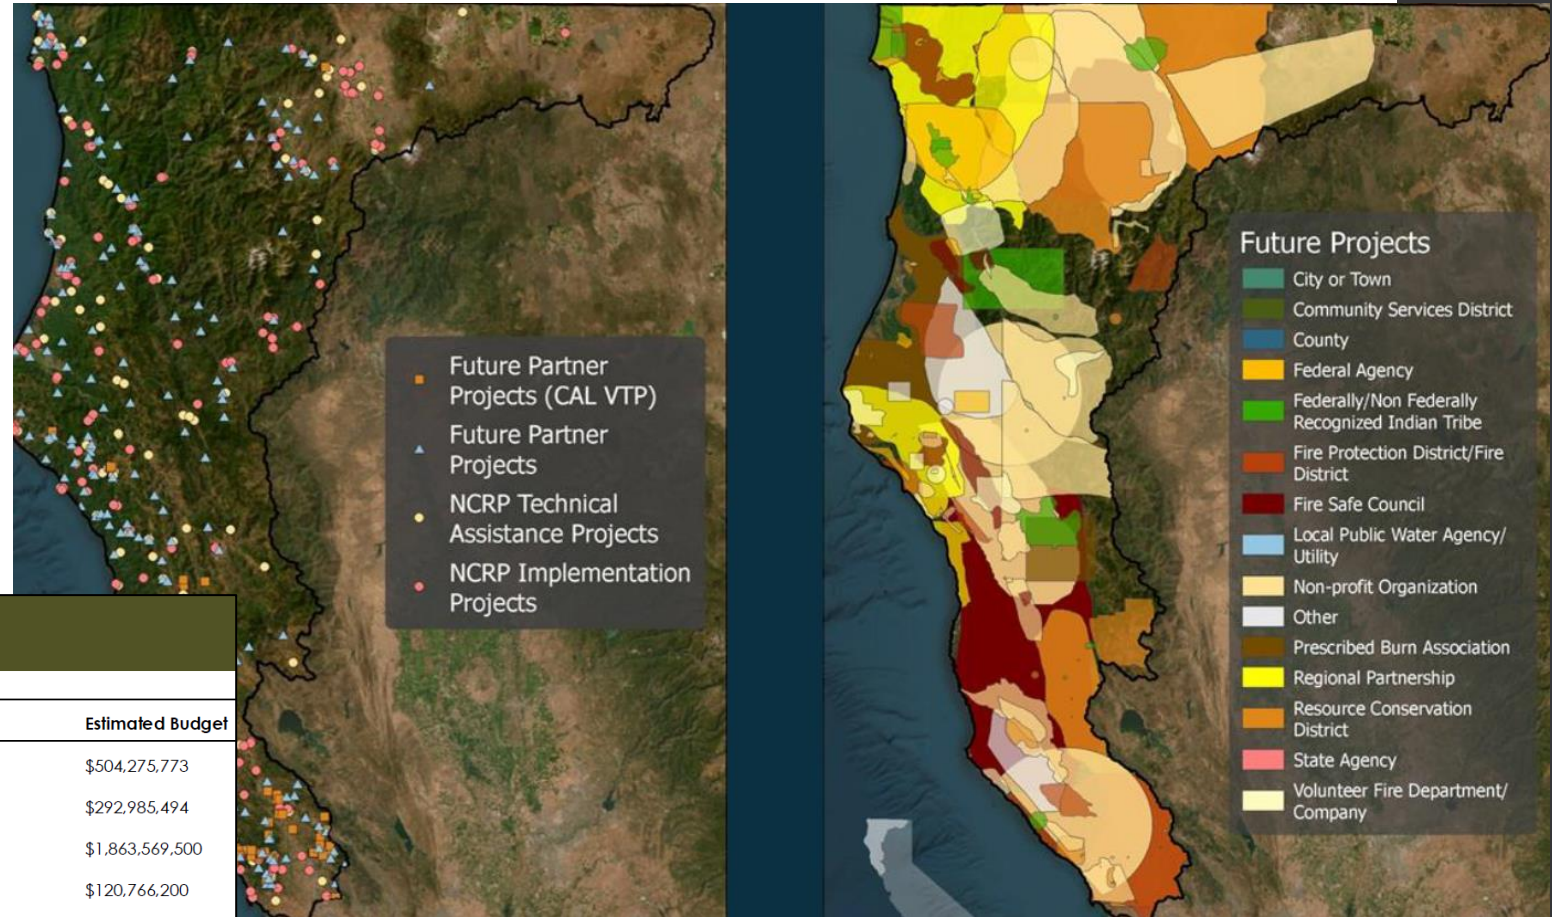 Future Partner
Projects (CAL VTP)
Future Partner
Projects
NCRP Technical
Assistance Projects
NCRP Implementation
Projects
Estimated Budget
$504,275,773
$292,985,494
$1,863,569,500
$120,766,200
Future Projects
City or Town
Community Services District
County
Federal Agency
Federally/Non Federally
Recognized Indian Tribe
Fire Protection District/Fire
District
Fire Safe Council
Local Public Water Agency/
Utility
Non-profit Organization
Other
Prescribed Burn Association
Regional Partnership
Resource Conservation
District
State Agency
Volunteer Fire Department/
Company